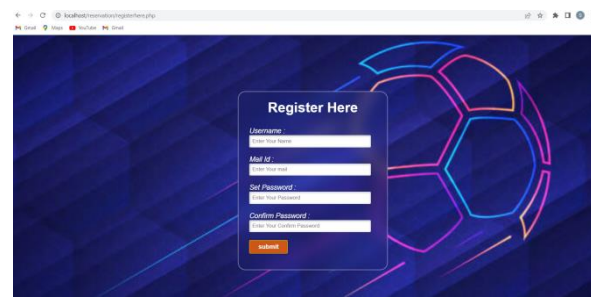 localhost/reservation/registerhere.php
Gmail Maps YouTube Gmail
Register Here
Username :
Enter Your Name
Mail Id :
Enter Your mail
Set Password :
Enter Your Password
Confirm Password :
Enter Your Confirm Password
submit